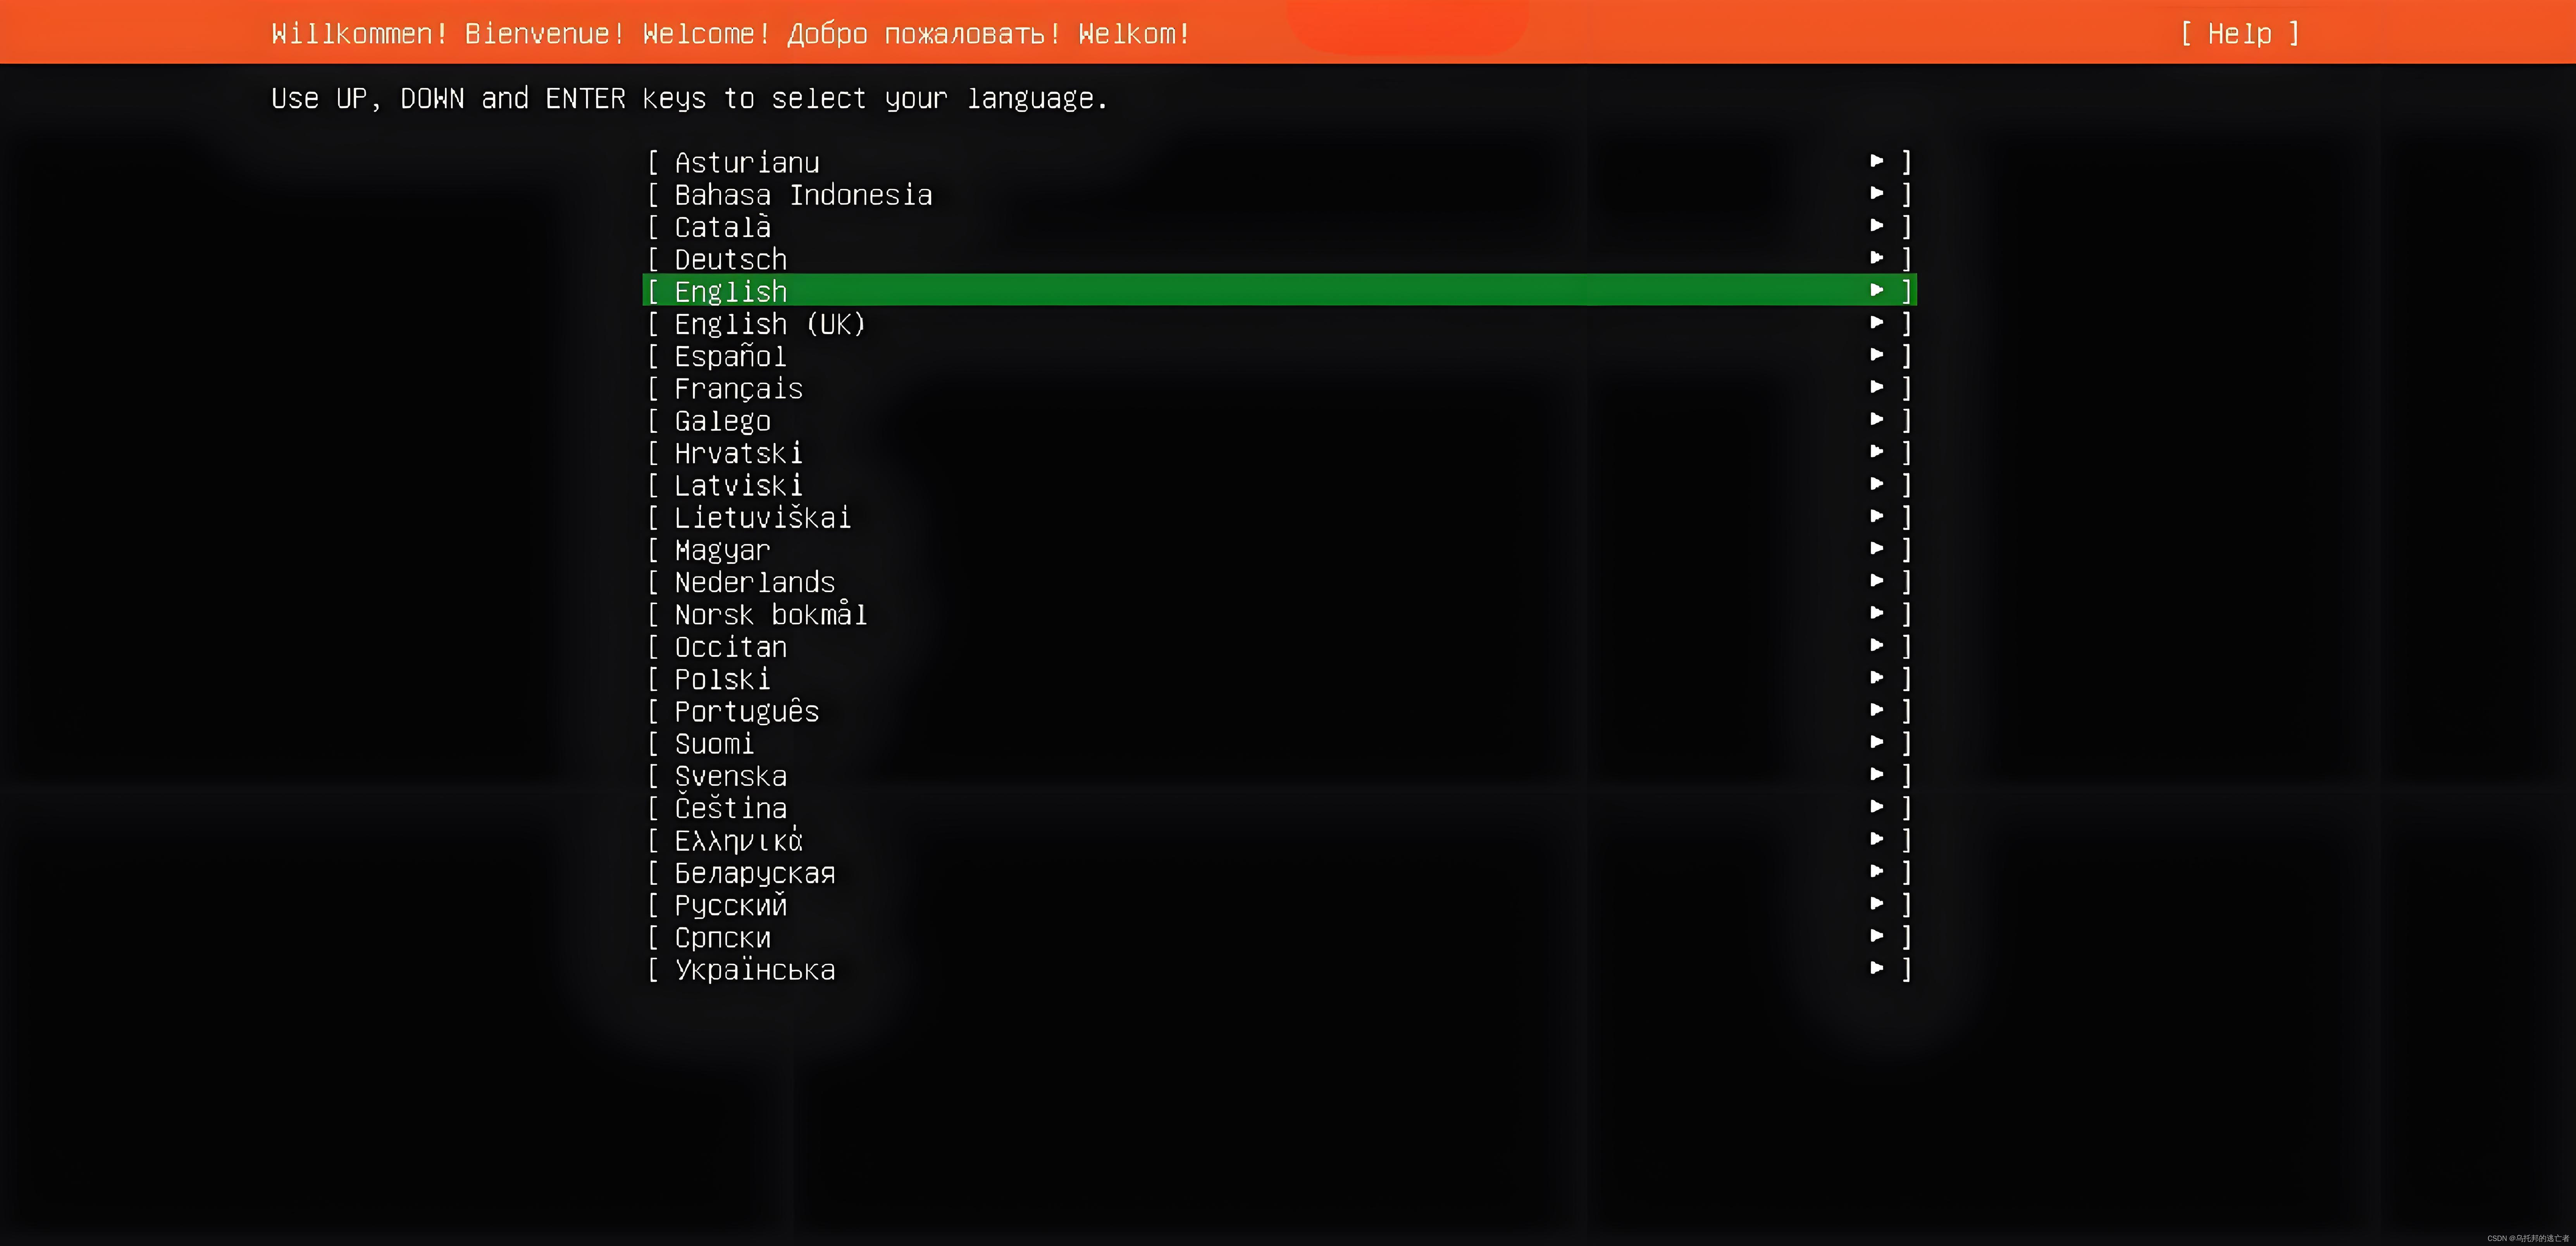 Willkommen! Bienvenue! Welcome! Добро пожаловать! Welkom! [ Help ]
Use UP, DOWN and ENTER keys to select your language.
[ Asturianu ► ]
[ Bahasa Indonesia ► ]
[ Català ► ]
[ Deutsch ► ]
[ English ► ]
[ English (UK) ► ]
[ Español ► ]
[ Français ► ]
[ Galego ► ]
[ Hrvatski ► ]
[ Latviski ► ]
[ Lietuviškai ► ]
[ Magyar ► ]
[ Nederlands ► ]
[ Norsk bokmål ► ]
[ Occitan ► ]
[ Polski ► ]
[ Português ► ]
[ Suomi ► ]
[ Svenska ► ]
[ Čeština ► ]
[ Ελληνικά ► ]
[ Беларуская ► ]
[ Русский ► ]
[ Српски ► ]
[ Українська ► ]
CSDN @乌托邦的逃亡者